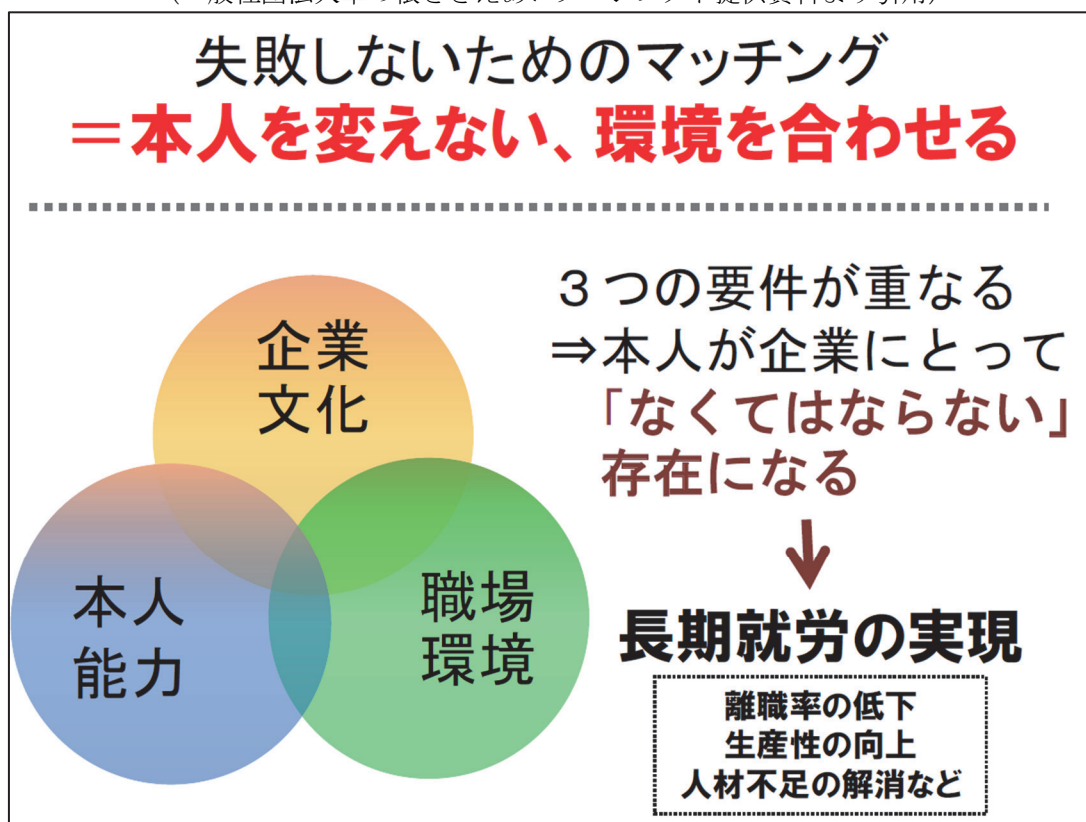 失敗しないためのマッチング
＝本人を変えない、環境を合わせる
企業
文化
本人
能力
職場
環境
３つの要件が重なる
⇒本人が企業にとって
「なくてはならない」
存在になる
長期就労の実現
離職率の低下
生産性の向上
人材不足の解消など